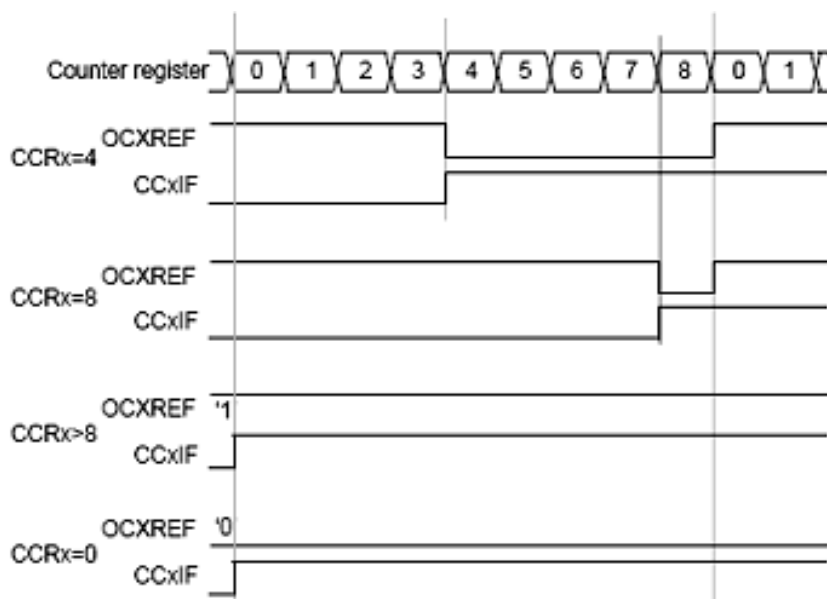 Counter register 0 1 2 3 4 5 6 7 8 0 1
OCXREF
CCRx=4
CCxIF
OCXREF
CCRx=8
CCxIF
OCXREF '1'
CCRx>8
CCxIF
OCXREF '0'
CCRx=0
CCxIF